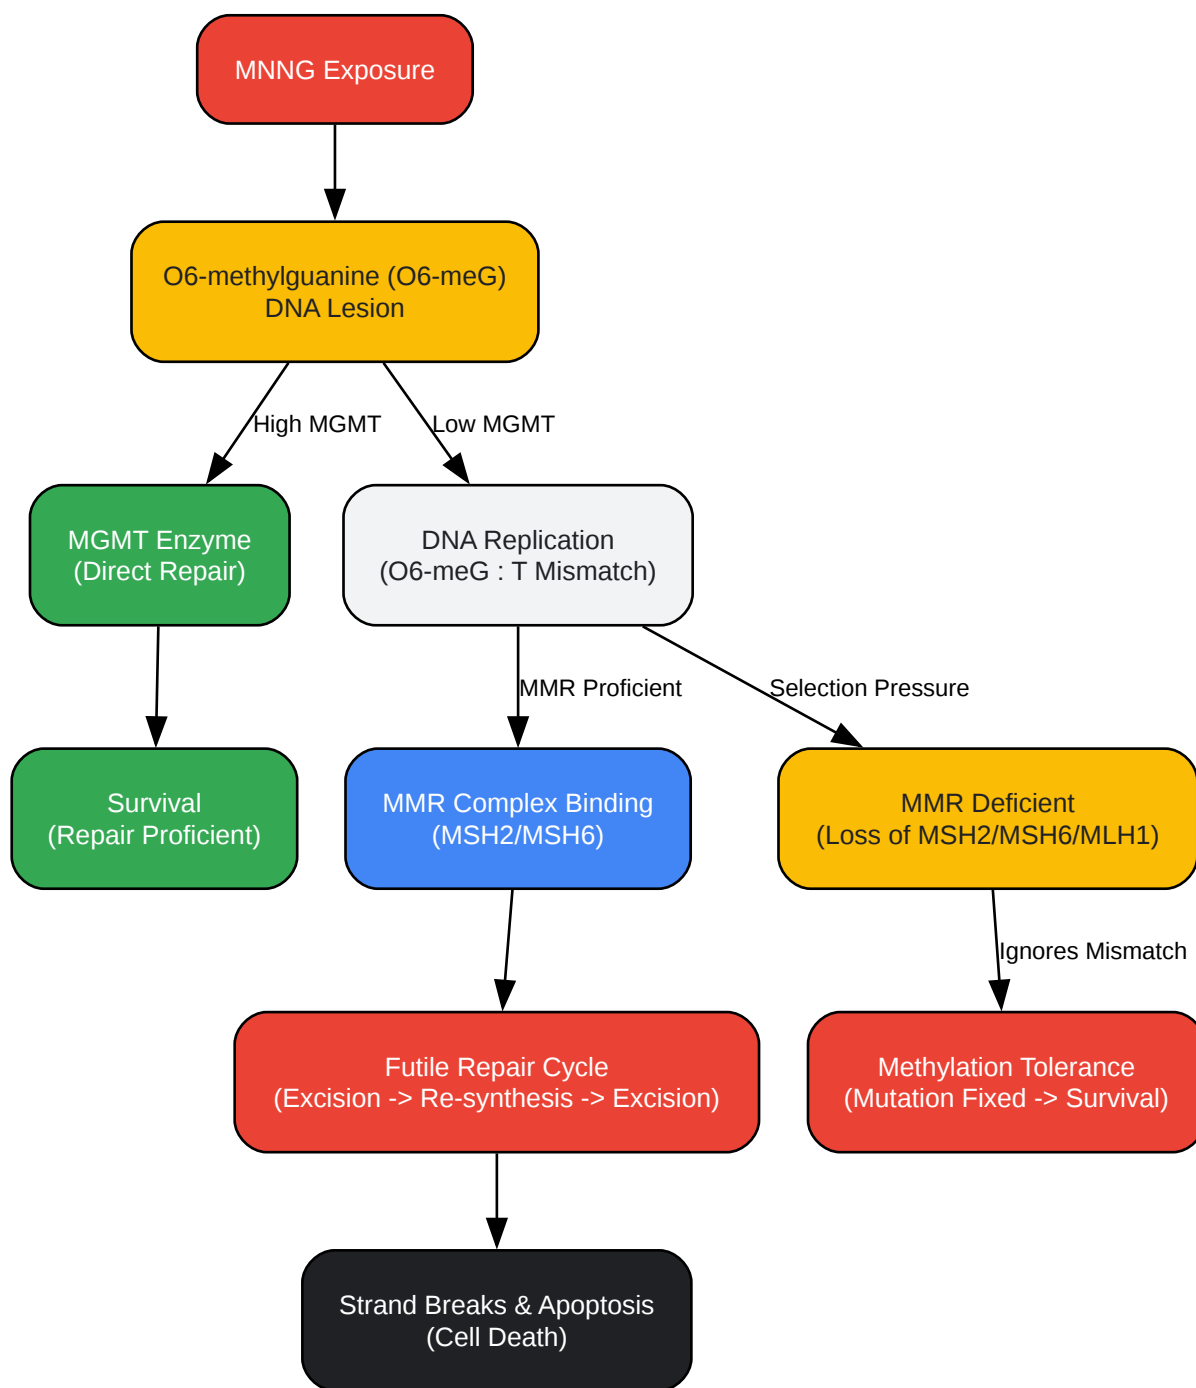 MNNG Exposure
O6-methylguanine (O6-meG)
DNA Lesion
High MGMT
Low MGMT
MGMT Enzyme
(Direct Repair)
DNA Replication
(O6-meG : T Mismatch)
MMR Proficient
Selection Pressure
Survival
(Repair Proficient)
MMR Complex Binding
(MSH2/MSH6)
MMR Deficient
(Loss of MSH2/MSH6/MLH1)
Ignores Mismatch
Futile Repair Cycle
(Excision -> Re-synthesis -> Excision)
Methylation Tolerance
(Mutation Fixed -> Survival)
Strand Breaks & Apoptosis
(Cell Death)